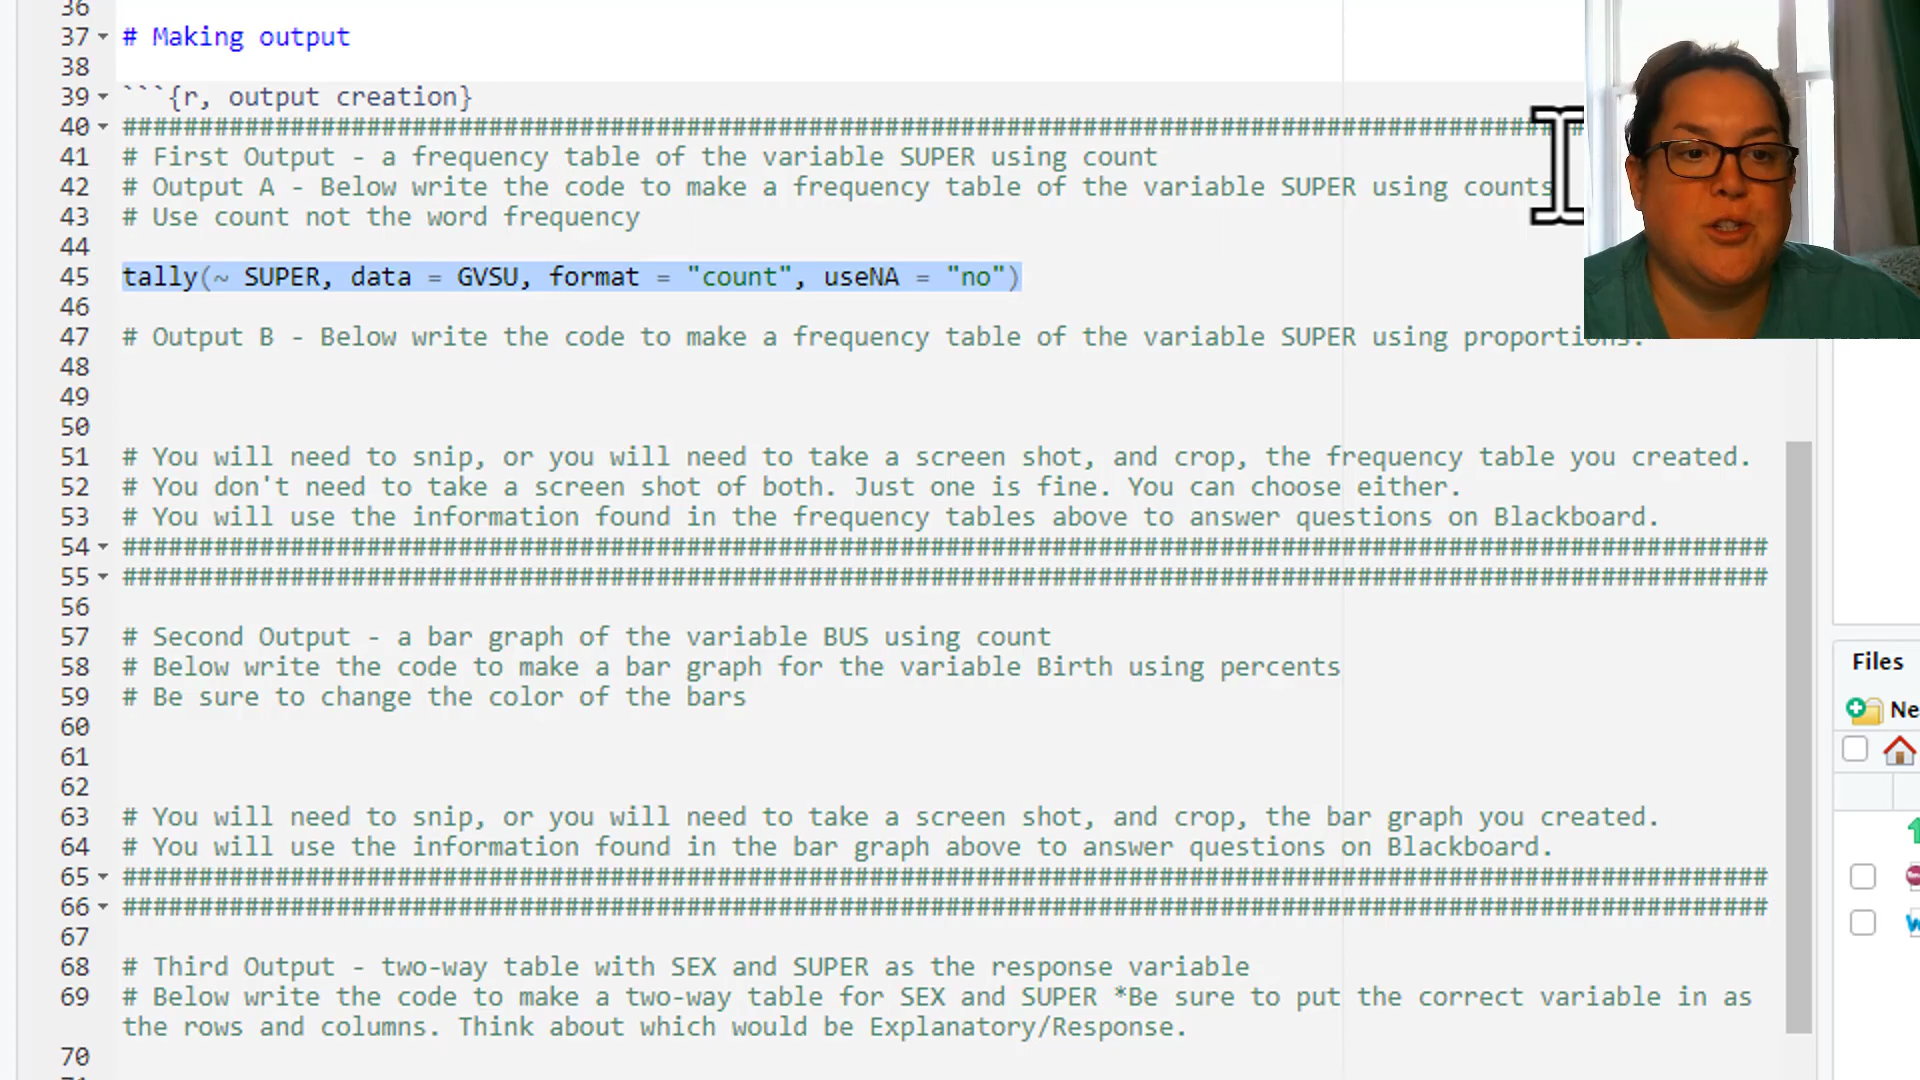 36
37 # Making output
38
39 ```{r, output creation}
40 ################################################################################################
41 # First Output - a frequency table of the variable SUPER using count
42 # Output A - Below write the code to make a frequency table of the variable SUPER using counts
43 # Use count not the word frequency
44
45 tally(~ SUPER, data = GVSU, format = "count", useNA = "no")
46
47 # Output B - Below write the code to make a frequency table of the variable SUPER using proportions.
48
49
50
51 # You will need to snip, or you will need to take a screen shot, and crop, the frequency table you created.
52 # You don't need to take a screen shot of both. Just one is fine. You can choose either.
53 # You will use the information found in the frequency tables above to answer questions on Blackboard.
54 ############################################################################################################
55 ############################################################################################################
56
57 # Second Output - a bar graph of the variable BUS using count
58 # Below write the code to make a bar graph for the variable Birth using percents
59 # Be sure to change the color of the bars
60
61
62
63 # You will need to snip, or you will need to take a screen shot, and crop, the bar graph you created.
64 # You will use the information found in the bar graph above to answer questions on Blackboard.
65 ############################################################################################################
66 ############################################################################################################
67
68 # Third Output - two-way table with SEX and SUPER as the response variable
69 # Below write the code to make a two-way table for SEX and SUPER *Be sure to put the correct variable in as
the rows and columns. Think about which would be Explanatory/Response.
70
Files
Ne